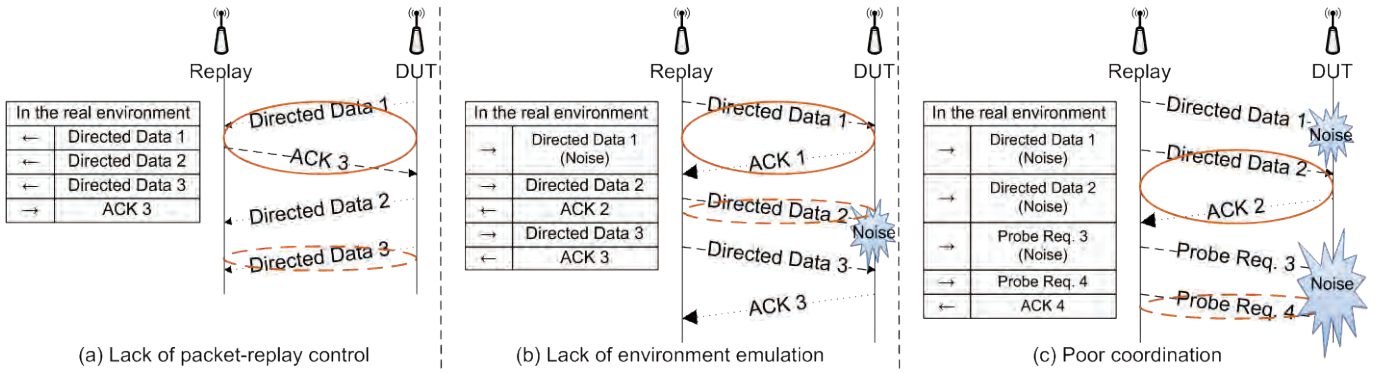 Replay DUT
In the real environment
← Directed Data 1
← Directed Data 2
← Directed Data 3
→ ACK 3
Directed Data 1
ACK 3
Directed Data 2
Directed Data 3
(a) Lack of packet-replay control
Replay DUT
In the real environment
→ Directed Data 1
(Noise)
→ Directed Data 2
← ACK 2
→ Directed Data 3
← ACK 3
Directed Data 1
ACK 1
Directed Data 2
Noise
Directed Data 3
ACK 3
(b) Lack of environment emulation
Replay DUT
In the real environment
→ Directed Data 1
(Noise)
→ Directed Data 2
(Noise)
→ Probe Req. 3
(Noise)
→ Probe Req. 4
← ACK 4
Directed Data 1
Noise
Directed Data 2
ACK 2
Probe Req. 3
Noise
Probe Req. 4
(c) Poor coordination